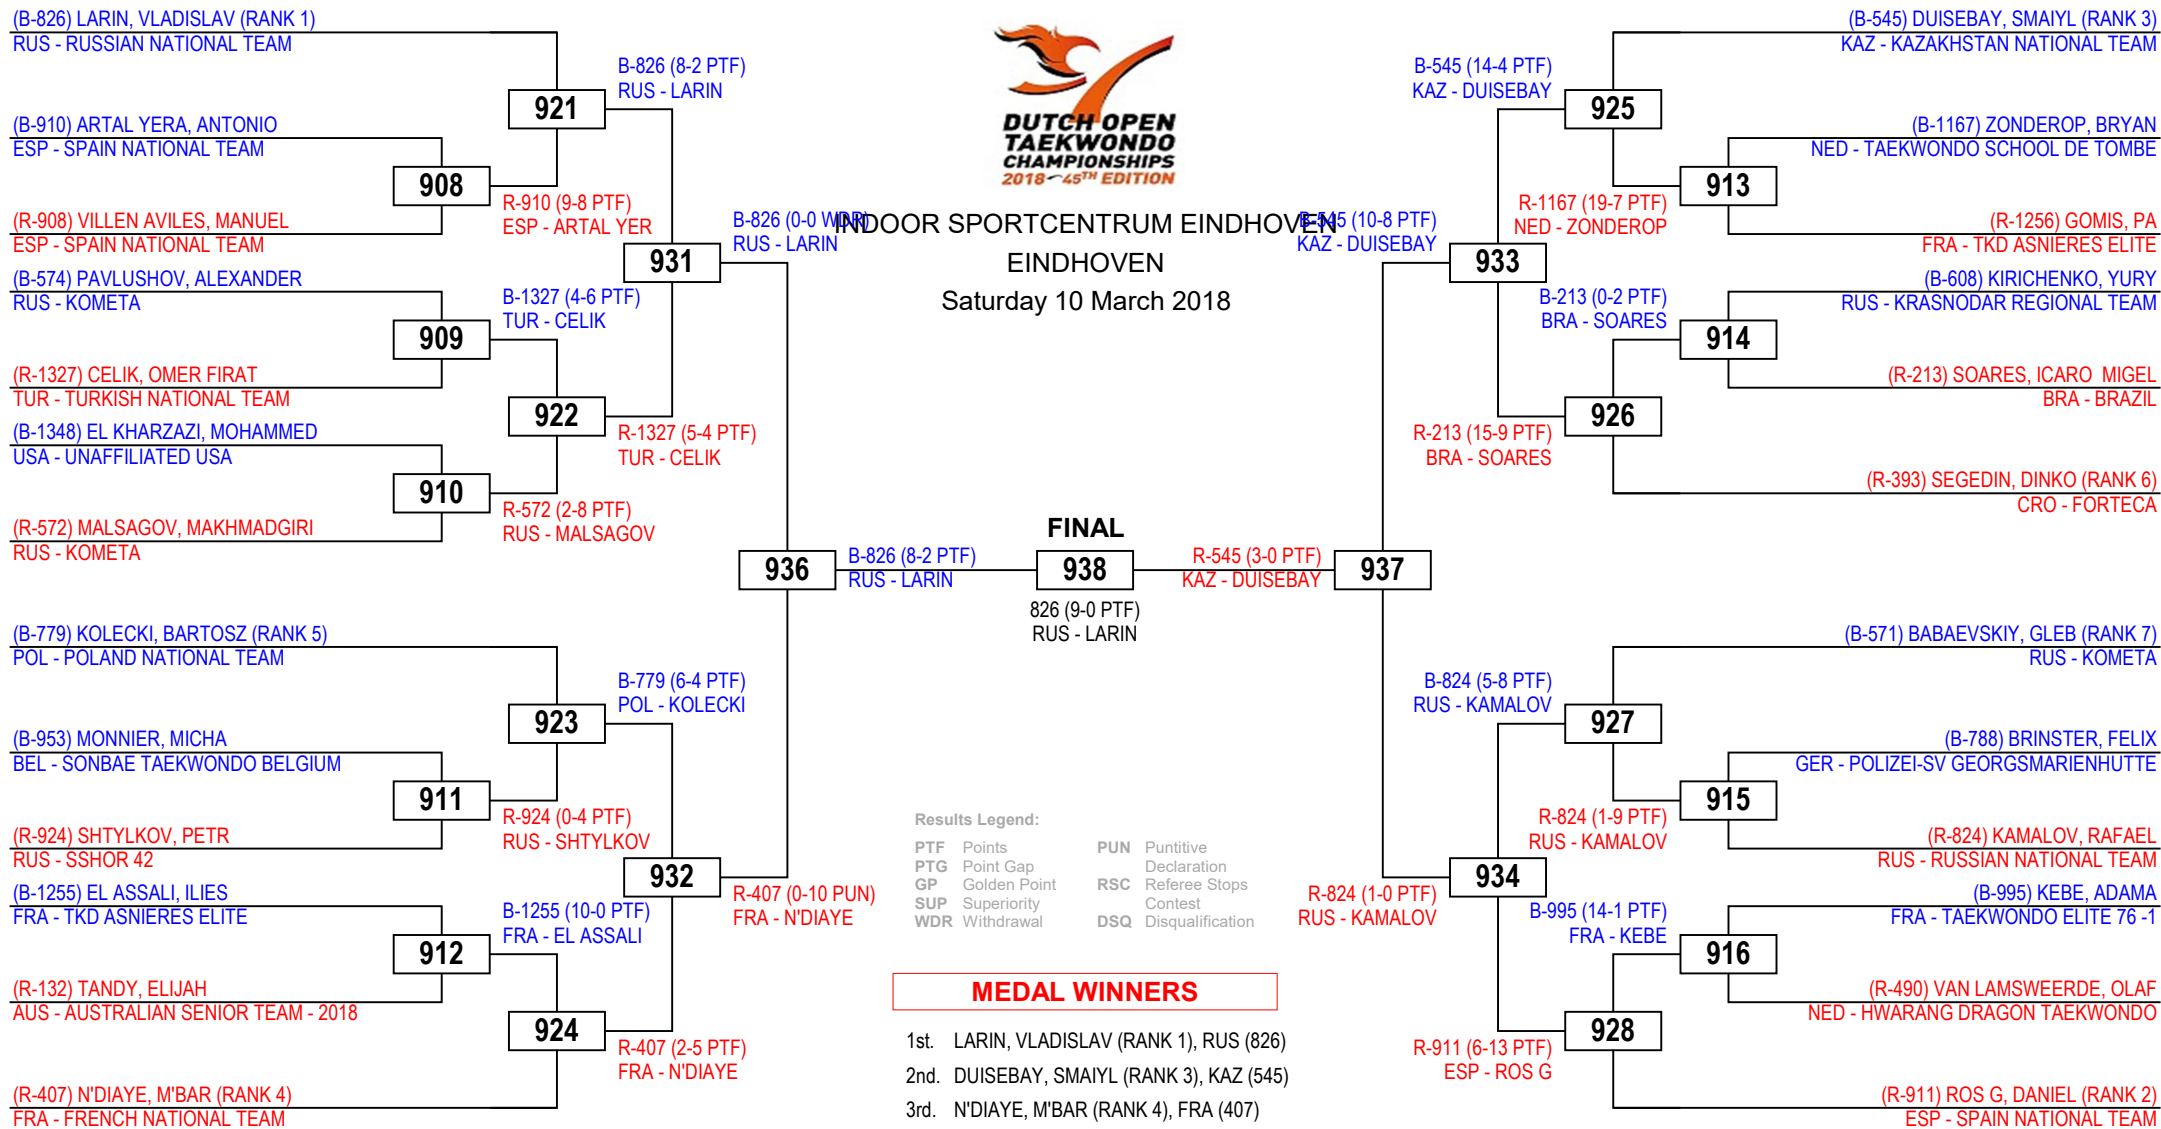 (B-826) LARIN, VLADISLAV (RANK 1)
RUS - RUSSIAN NATIONAL TEAM
(B-910) ARTAL YERA, ANTONIO
ESP - SPAIN NATIONAL TEAM
(R-908) VILLEN AVILES, MANUEL
ESP - SPAIN NATIONAL TEAM
(B-574) PAVLUSHOV, ALEXANDER
RUS - KOMETA
(R-1327) CELIK, OMER FIRAT
TUR - TURKISH NATIONAL TEAM
(B-1348) EL KHARZAZI, MOHAMMED
USA - UNAFFILIATED USA
(R-572) MALSAGOV, MAKHMADGIRI
RUS - KOMETA
(B-779) KOLECKI, BARTOSZ (RANK 5)
POL - POLAND NATIONAL TEAM
(B-953) MONNIER, MICHA
BEL - SONBAE TAEKWONDO BELGIUM
(R-924) SHTYLKOV, PETR
RUS - SSHOR 42
(B-1255) EL ASSALI, ILIES
FRA - TKD ASNIERES ELITE
(R-132) TANDY, ELIJAH
AUS - AUSTRALIAN SENIOR TEAM - 2018
(R-407) N'DIAYE, M'BAR (RANK 4)
FRA - FRENCH NATIONAL TEAM
908
909
910
911
912
R-910 (9-8 PTF)
ESP - ARTAL YER
B-1327 (4-6 PTF)
TUR - CELIK
R-572 (2-8 PTF)
RUS - MALSAGOV
R-924 (0-4 PTF)
RUS - SHTYLKOV
B-1255 (10-0 PTF)
FRA - EL ASSALI
921
922
923
924
B-826 (8-2 PTF)
RUS - LARIN
R-1327 (5-4 PTF)
TUR - CELIK
B-779 (6-4 PTF)
POL - KOLECKI
R-407 (2-5 PTF)
FRA - N'DIAYE
931
932
B-826 (0-0 WDR)
RUS - LARIN
R-407 (0-10 PUN)
FRA - N'DIAYE
936
B-826 (8-2 PTF)
RUS - LARIN
DUTCH OPEN
TAEKWONDO
CHAMPIONSHIPS
2018 45TH EDITION
INDOOR SPORTCENTRUM EINDHOVEN
EINDHOVEN
Saturday 10 March 2018
FINAL
938
826 (9-0 PTF)
RUS - LARIN
R-545 (3-0 PTF)
KAZ - DUISEBAY
937
B-545 (10-8 PTF)
KAZ - DUISEBAY
R-824 (1-0 PTF)
RUS - KAMALOV
933
934
B-545 (14-4 PTF)
KAZ - DUISEBAY
R-213 (15-9 PTF)
BRA - SOARES
B-824 (5-8 PTF)
RUS - KAMALOV
R-911 (6-13 PTF)
ESP - ROS G
925
926
927
928
R-1167 (19-7 PTF)
NED - ZONDEROP
B-213 (0-2 PTF)
BRA - SOARES
R-824 (1-9 PTF)
RUS - KAMALOV
B-995 (14-1 PTF)
FRA - KEBE
913
914
915
916
(B-545) DUISEBAY, SMAIYL (RANK 3)
KAZ - KAZAKHSTAN NATIONAL TEAM
(B-1167) ZONDEROP, BRYAN
NED - TAEKWONDO SCHOOL DE TOMBE
(R-1256) GOMIS, PA
FRA - TKD ASNIERES ELITE
(B-608) KIRICHENKO, YURY
RUS - KRASNODAR REGIONAL TEAM
(R-213) SOARES, ICARO MIGEL
BRA - BRAZIL
(R-393) SEGEDIN, DINKO (RANK 6)
CRO - FORTECA
(B-571) BABAEVSKIY, GLEB (RANK 7)
RUS - KOMETA
(B-788) BRINSTER, FELIX
GER - POLIZEI-SV GEORGSMARIENHUTTE
(R-824) KAMALOV, RAFAEL
RUS - RUSSIAN NATIONAL TEAM
(B-995) KEBE, ADAMA
FRA - TAEKWONDO ELITE 76 -1
(R-490) VAN LAMSWEERDE, OLAF
NED - HWARANG DRAGON TAEKWONDO
(R-911) ROS G, DANIEL (RANK 2)
ESP - SPAIN NATIONAL TEAM
Results Legend:
PTF Points
PTG Point Gap
GP Golden Point
SUP Superiority
WDR Withdrawal
PUN Puntitive
Declaration
RSC Referee Stops
Contest
DSQ Disqualification
MEDAL WINNERS
1st. LARIN, VLADISLAV (RANK 1), RUS (826)
2nd. DUISEBAY, SMAIYL (RANK 3), KAZ (545)
3rd. N'DIAYE, M'BAR (RANK 4), FRA (407)